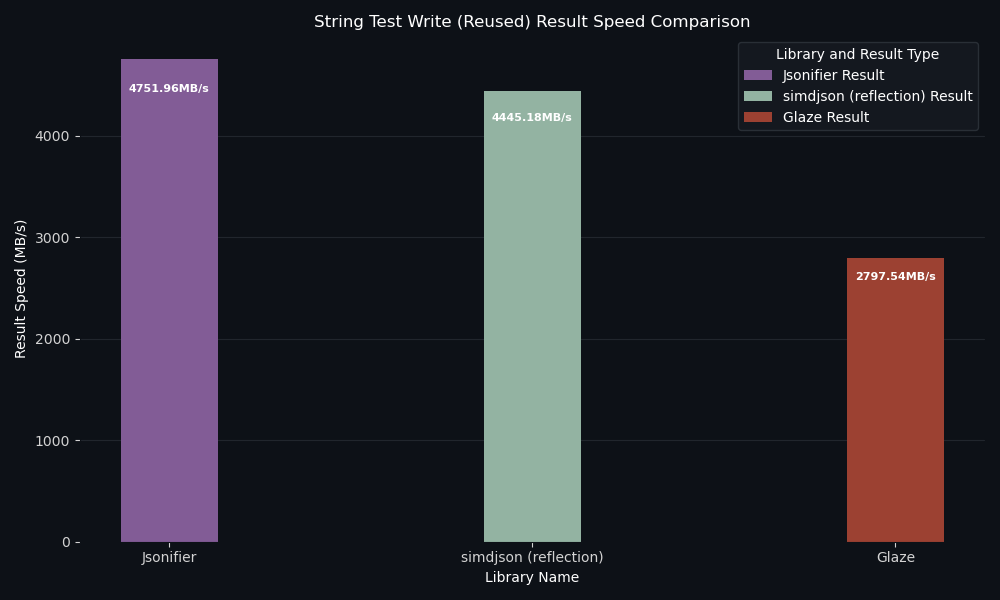 String Test Write (Reused) Result Speed Comparison
Library and Result Type
Jsonifier Result
simdjson (reflection) Result
Glaze Result
4751.96MB/s
4445.18MB/s
2797.54MB/s
Result Speed (MB/s)
4000
3000
2000
1000
0
Jsonifier
simdjson (reflection)
Glaze
Library Name